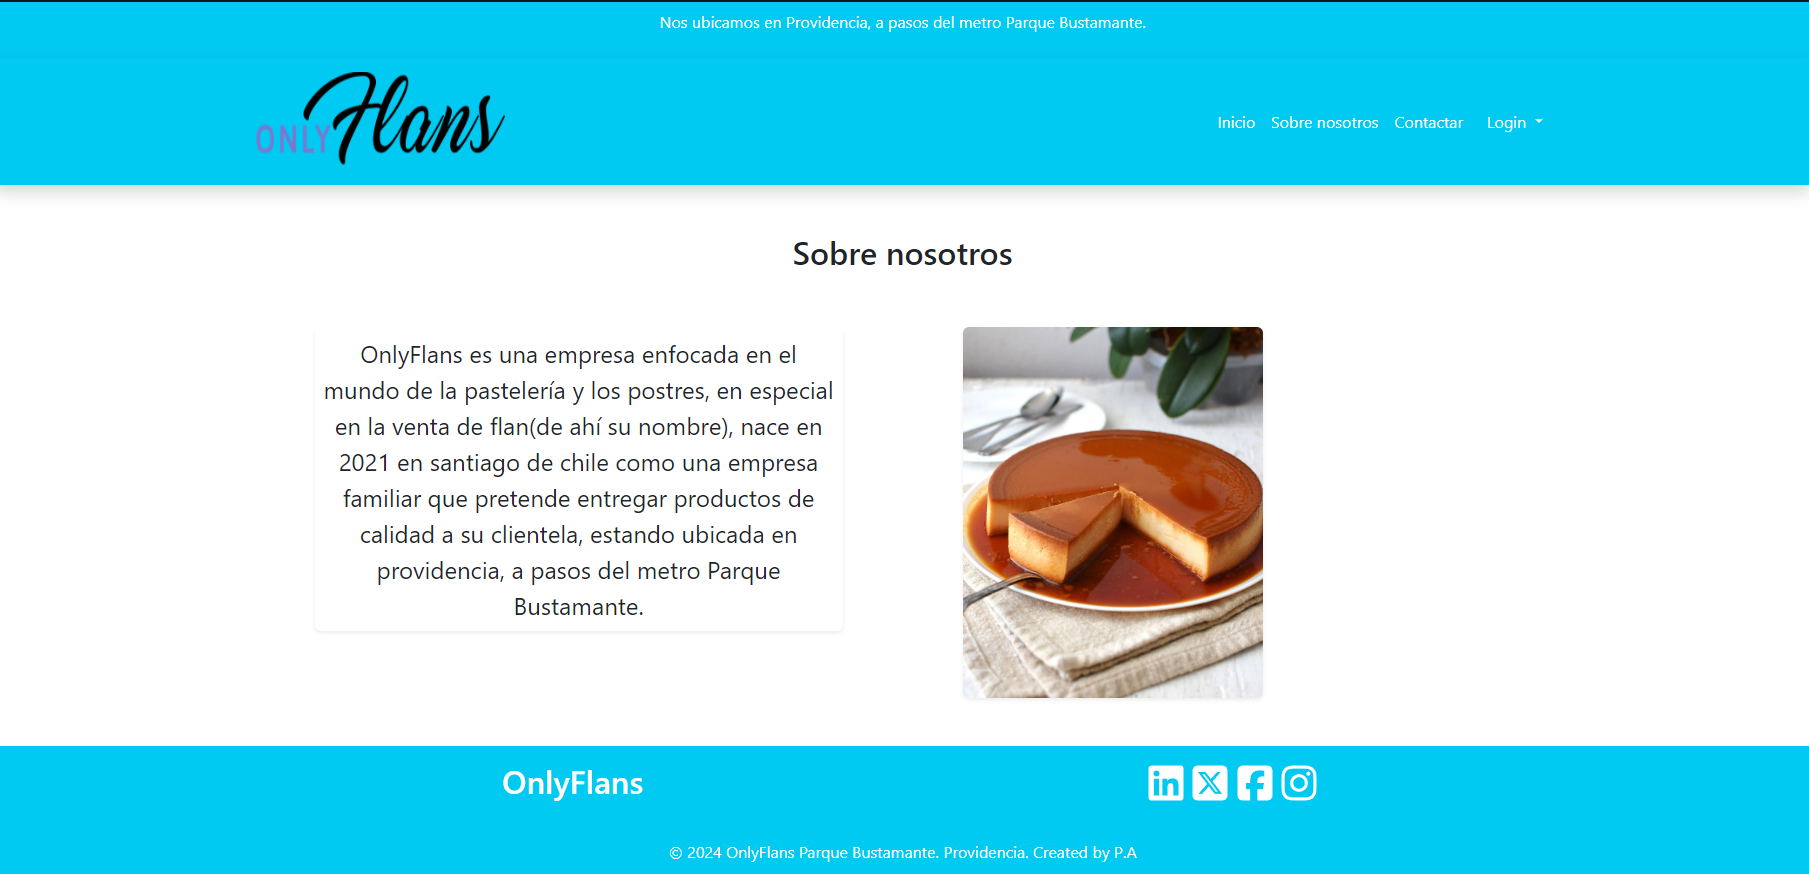 Nos ubicamos en Providencia, a pasos del metro Parque Bustamante.
ONLY Flans
Inicio Sobre nosotros Contactar Login
Sobre nosotros
OnlyFlans es una empresa enfocada en el
mundo de la pastelería y los postres, en especial
en la venta de flan(de ahí su nombre), nace en
2021 en santiago de chile como una empresa
familiar que pretende entregar productos de
calidad a su clientela, estando ubicada en
providencia, a pasos del metro Parque
Bustamante.
OnlyFlans
© 2024 OnlyFlans Parque Bustamante. Providencia. Created by P.A